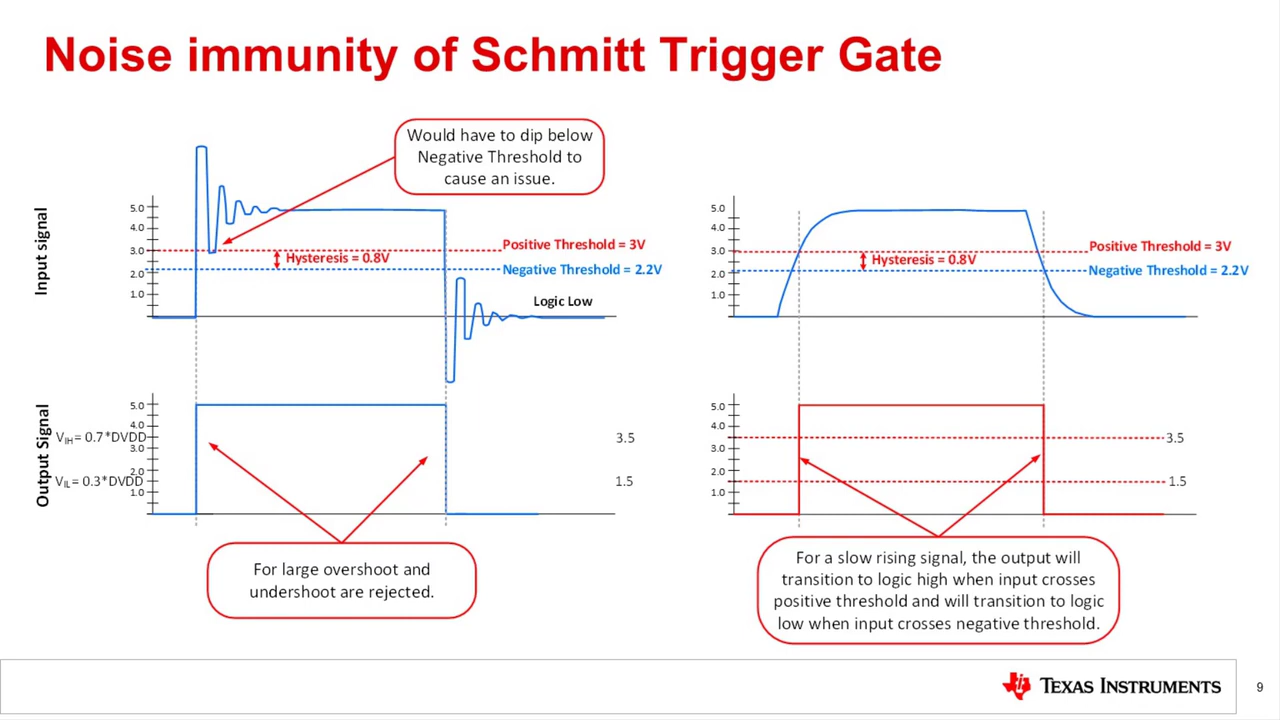 Noise immunity of Schmitt Trigger Gate
Would have to dip below
Negative Threshold to
cause an issue.
Input signal
5.0
4.0
3.0
2.0
1.0
Positive Threshold = 3V
Hysteresis = 0.8V
Negative Threshold = 2.2V
Logic Low
5.0
4.0
3.0
2.0
1.0
Positive Threshold = 3V
Hysteresis = 0.8V
Negative Threshold = 2.2V
Output Signal
5.0
4.0
VIH = 0.7*DVDD
3.0
2.0
VIL = 0.3*DVDD
1.0
3.5
1.5
5.0
4.0
3.0
2.0
1.0
3.5
1.5
For large overshoot and
undershoot are rejected.
For a slow rising signal, the output will
transition to logic high when input crosses
positive threshold and will transition to logic
low when input crosses negative threshold.
TEXAS INSTRUMENTS
9